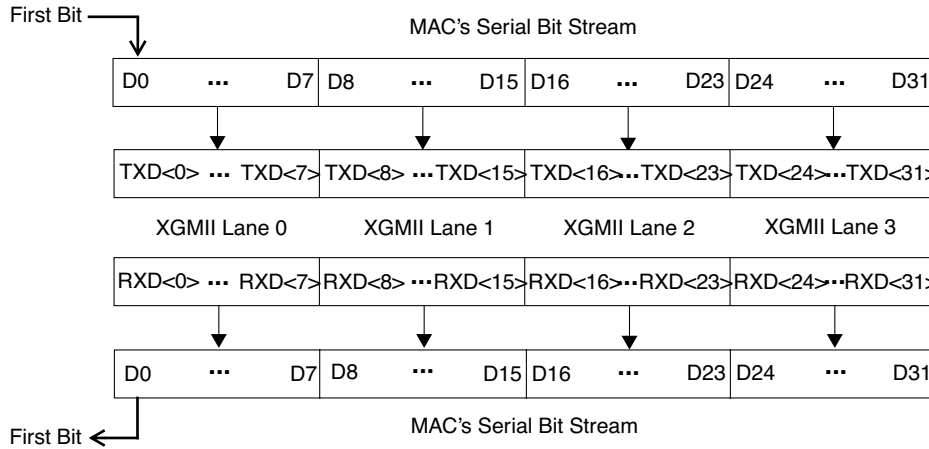 First Bit
MAC's Serial Bit Stream
D0 ... D7 D8 ... D15 D16 ... D23 D24 ... D31
TXD<0> ... TXD<7> TXD<8> ... TXD<15> TXD<16> ... TXD<23> TXD<24> ... TXD<31>
XGMII Lane 0 XGMII Lane 1 XGMII Lane 2 XGMII Lane 3
RXD<0> ... RXD<7> RXD<8> ... RXD<15> RXD<16> ... RXD<23> RXD<24> ... RXD<31>
D0 ... D7 D8 ... D15 D16 ... D23 D24 ... D31
MAC's Serial Bit Stream
First Bit